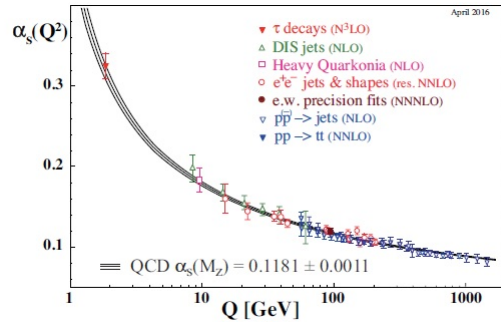 April 2016
αs(Q²)
τ decays (N³LO)
DIS jets (NLO)
Heavy Quarkonia (NLO)
e⁺e⁻ jets & shapes (res. NNLO)
e.w. precision fits (NNNLO)
pp̄(–) –> jets (NLO)
pp –> tt (NNLO)
0.3
0.2
0.1
QCD αs(Mz) = 0.1181 ± 0.0011
1 10 100 1000
Q [GeV]